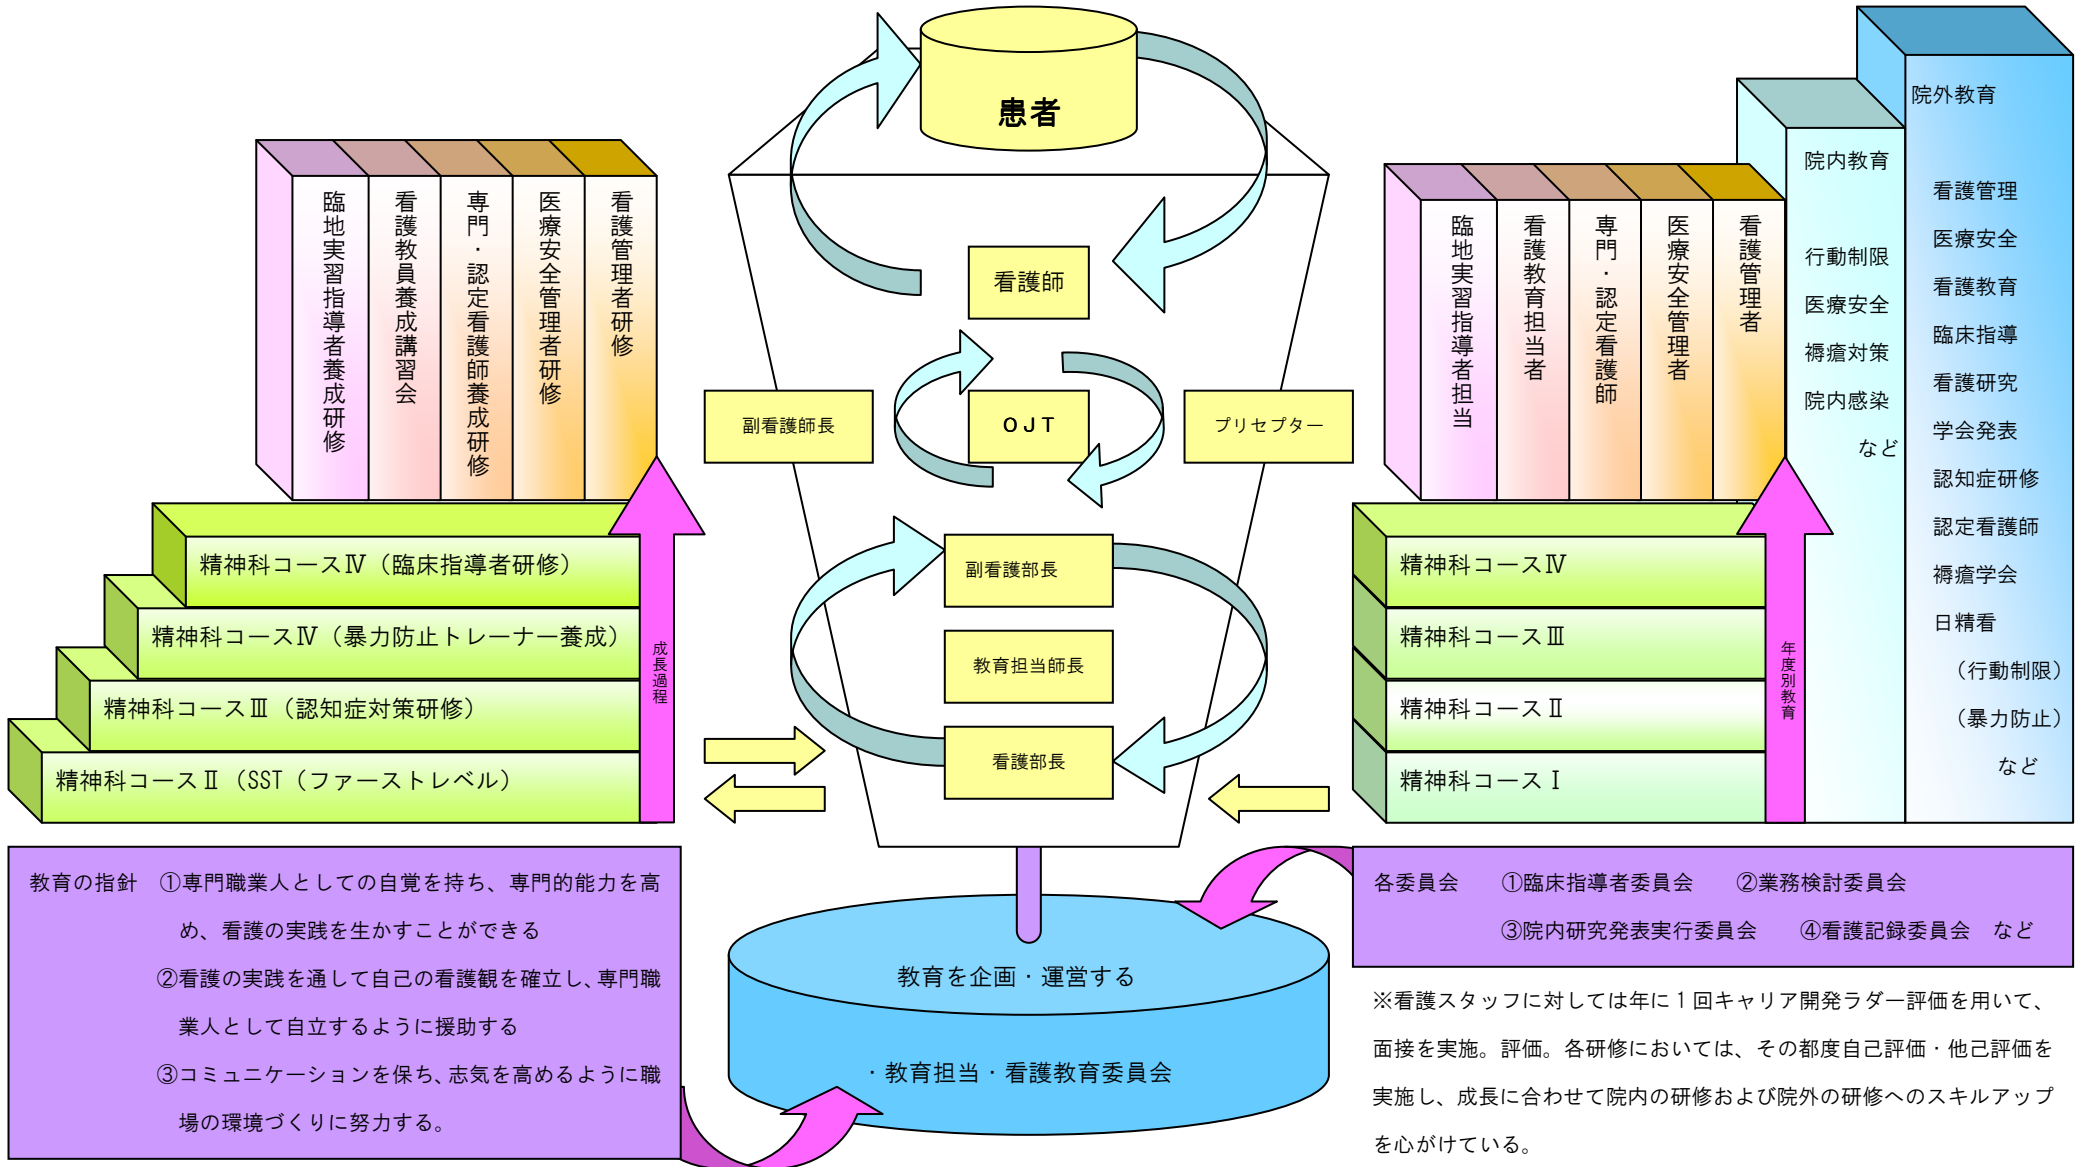 患者
看護師
副看護師長
OJT
プリセプター
副看護部長
教育担当師長
看護部長
臨地実習指導者養成研修
看護教員養成講習会
専門・認定看護師養成研修
医療安全管理者研修
看護管理者研修
精神科コースⅣ（臨床指導者研修）
精神科コースⅣ（暴力防止トレーナー養成）
精神科コースⅢ（認知症対策研修）
精神科コースⅡ（SST（ファーストレベル）
成長過程
臨地実習指導者担当
看護教育担当者
専門・認定看護師
医療安全管理者
看護管理者
精神科コースⅣ
精神科コースⅢ
精神科コースⅡ
精神科コースⅠ
年度別教育
院内教育
行動制限
医療安全
褥瘡対策
院内感染
など
院外教育
看護管理
医療安全
看護教育
臨床指導
看護研究
学会発表
認知症研修
認定看護師
褥瘡学会
日精看
（行動制限）
（暴力防止）
など
教育の指針　①専門職業人としての自覚を持ち、専門的能力を高
め、看護の実践を生かすことができる
②看護の実践を通して自己の看護観を確立し、専門職
業人として自立するように援助する
③コミュニケーションを保ち、志気を高めるように職
場の環境づくりに努力する。
教育を企画・運営する
・教育担当・看護教育委員会
各委員会　①臨床指導者委員会　②業務検討委員会
③院内研究発表実行委員会　④看護記録委員会　など
※看護スタッフに対しては年に1回キャリア開発ラダー評価を用いて、
面接を実施。評価。各研修においては、その都度自己評価・他己評価を
実施し、成長に合わせて院内の研修および院外の研修へのスキルアップ
を心がけている。